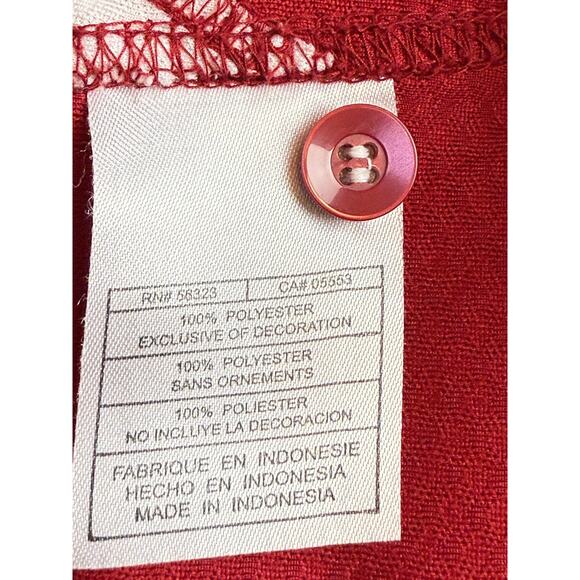 RN# 56323 CA# 05553
100% POLYESTER
EXCLUSIVE OF DECORATION
100% POLYESTER
SANS ORNEMENTS
100% POLIESTER
NO INCLUYE LA DECORACION
FABRIQUE EN INDONESIE
HECHO EN INDONESIA
MADE IN INDONESIA